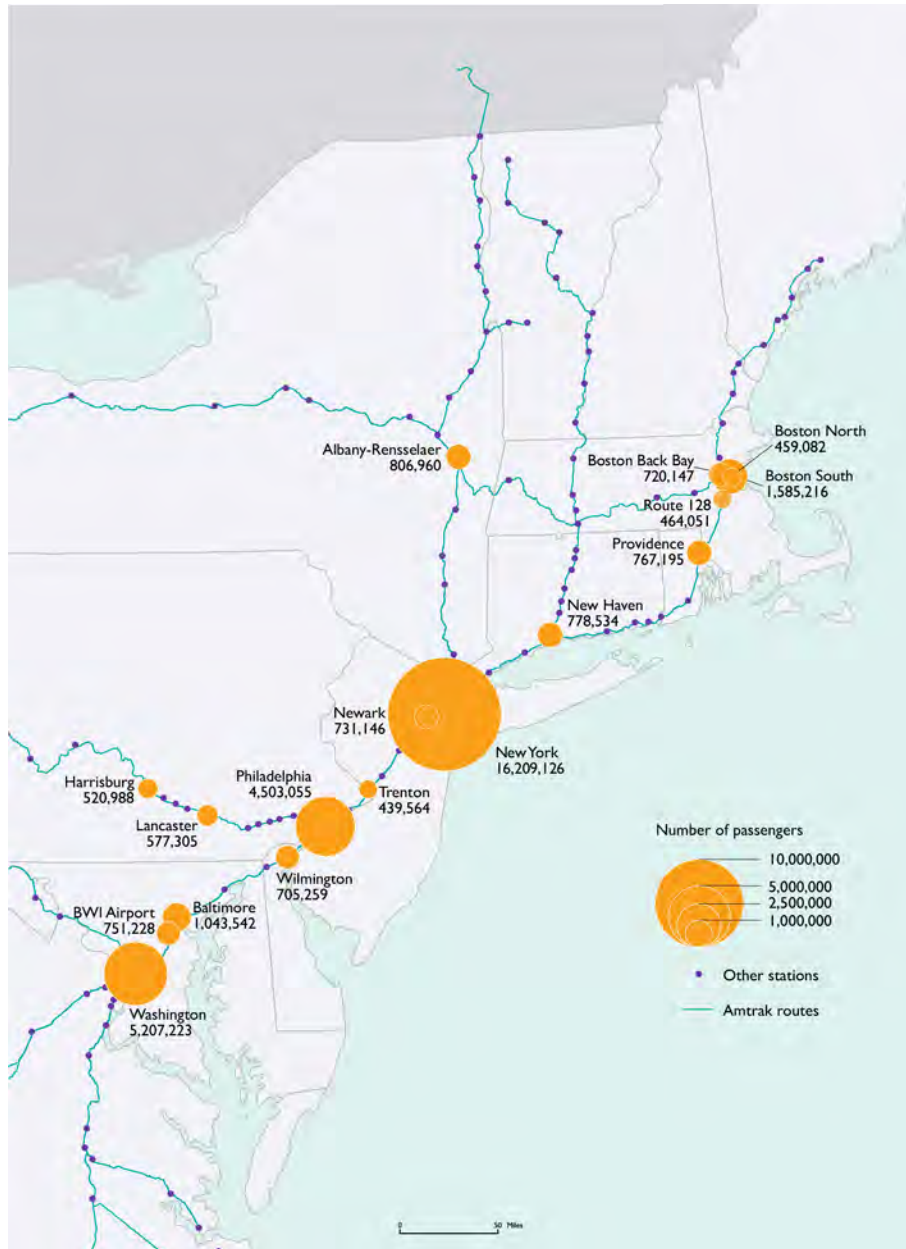 Boston North
459,082
Albany-Rensselaer
806,960
Boston Back Bay
720,147
Boston South
1,585,216
Route 128
464,051
Providence
767,195
New Haven
778,534
Newark
731,146
New York
16,209,126
Harrisburg
520,988
Philadelphia
4,503,055
Trenton
439,564
Lancaster
577,305
Wilmington
705,259
BWI Airport
751,228
Baltimore
1,043,542
Washington
5,207,223
Number of passengers
10,000,000
5,000,000
2,500,000
1,000,000
Other stations
Amtrak routes
0 50 Miles